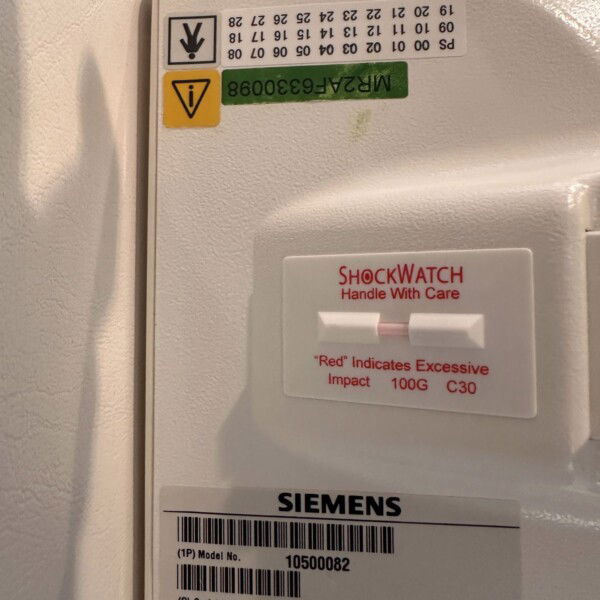 PS 00 01 02 03 04 05 06 07 08
09 10 11 12 13 14 15 16 17 18
19 20 21 22 23 24 25 26 27 28
MR2AF6330098
SHOCKWATCH
Handle With Care
"Red" Indicates Excessive
Impact 100G C30
SIEMENS
(1P) Model No. 10500082